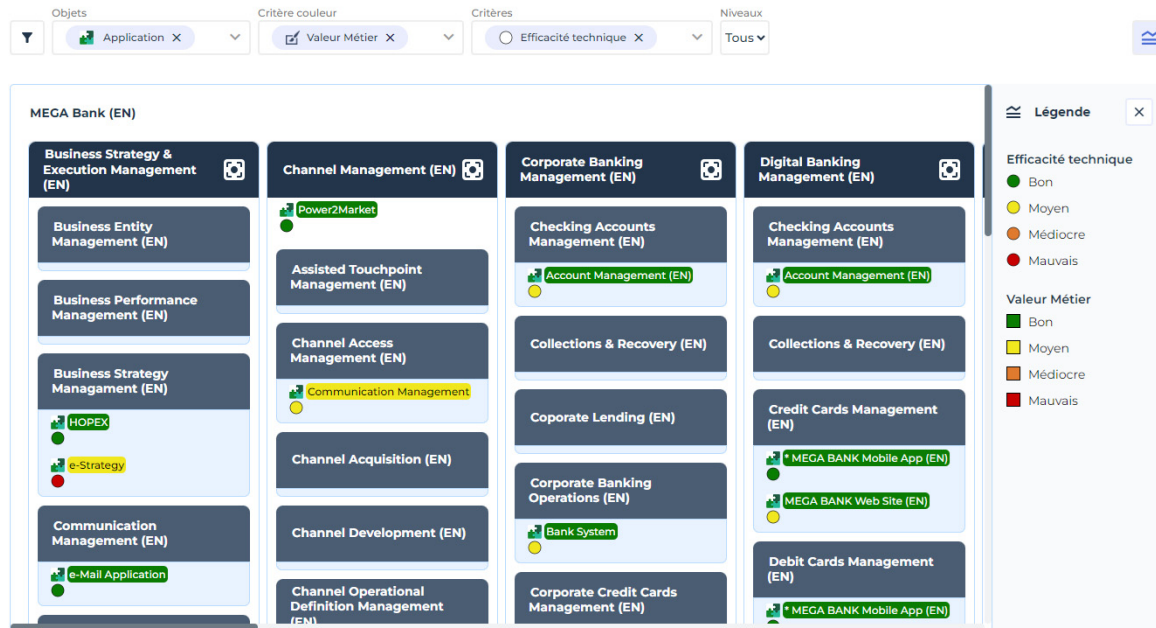 Objets
Critère couleur
Critères
Niveaux
Application
Valeur Métier
Efficacité technique
Tous
MEGA Bank (EN)
Business Strategy &
Execution Management
(EN)
Business Entity
Management (EN)
Business Performance
Management (EN)
Business Strategy
Managament (EN)
HOPEX
e-Strategy
Communication
Management (EN)
e-Mail Application
Channel Management (EN)
Power2Market
Assisted Touchpoint
Management (EN)
Channel Access
Management (EN)
Communication Management
Channel Acquisition (EN)
Channel Development (EN)
Channel Operational
Definition Management
(EN)
Corporate Banking
Management (EN)
Checking Accounts
Management (EN)
Account Management (EN)
Collections & Recovery (EN)
Coporate Lending (EN)
Corporate Banking
Operations (EN)
Bank System
Corporate Credit Cards
Management (EN)
Digital Banking
Management (EN)
Checking Accounts
Management (EN)
Account Management (EN)
Collections & Recovery (EN)
Credit Cards Management
(EN)
* MEGA BANK Mobile App (EN)
MEGA BANK Web Site (EN)
Debit Cards Management
(EN)
* MEGA BANK Mobile App (EN)
Légende
Efficacité technique
Bon
Moyen
Médiocre
Mauvais
Valeur Métier
Bon
Moyen
Médiocre
Mauvais